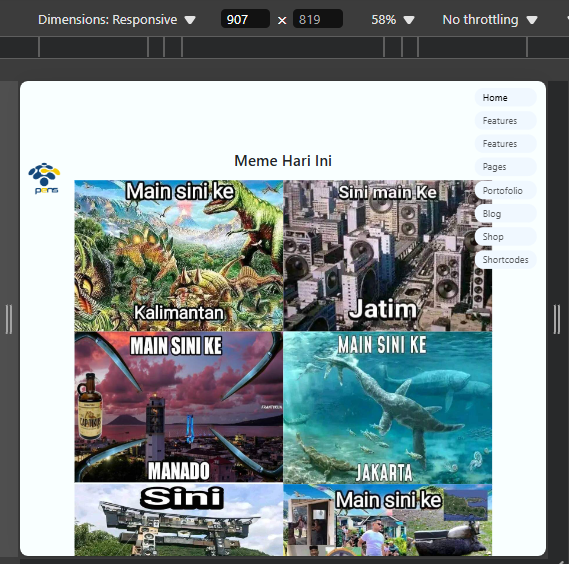 Dimensions: Responsive
907 × 819
58%
No throttling
Home
Features
Features
Pages
Portofolio
Blog
Shop
Shortcodes
Meme Hari Ini
pens
Main sini ke
Kalimantan
Sini main Ke
Jatim
MAIN SINI KE
MANADO
MAIN SINI KE
JAKARTA
Sini
Main sini ke